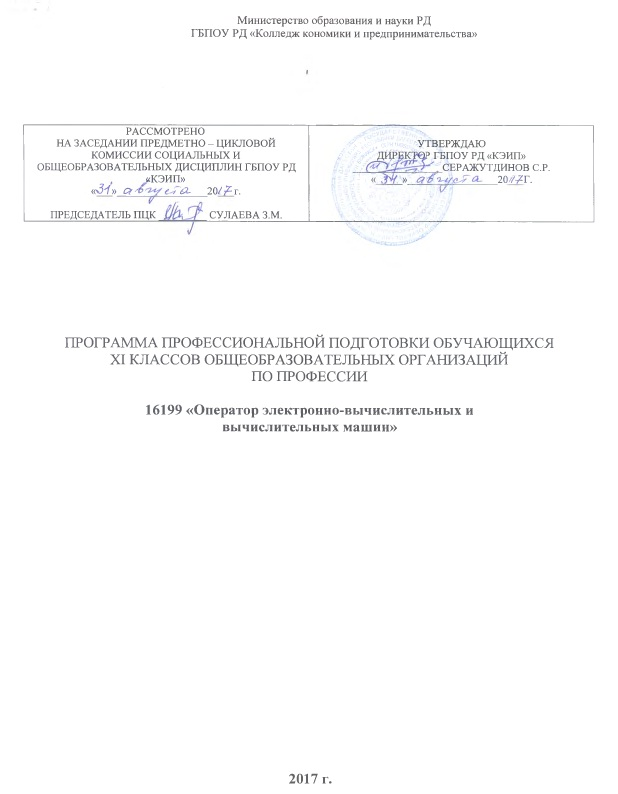 Министерство образования и науки РД
ГБПОУ РД «Колледж кономики и предпринимательства»
РАССМОТРЕНО
НА ЗАСЕДАНИИ ПРЕДМЕТНО – ЦИКЛОВОЙ
КОМИССИИ СОЦИАЛЬНЫХ И
ОБЩЕОБРАЗОВАТЕЛЬНЫХ ДИСЦИПЛИН ГБПОУ РД
«КЭИП»
«31» августа 2017 г.
ПРЕДСЕДАТЕЛЬ ПЦК СУЛАЕВА З.М.
УТВЕРЖДАЮ
ДИРЕКТОР ГБПОУ РД «КЭИП»
СЕРАЖУТДИНОВ С.Р.
«31» августа 2017Г.
ПРОГРАММА ПРОФЕССИОНАЛЬНОЙ ПОДГОТОВКИ ОБУЧАЮЩИХСЯ
XI КЛАССОВ ОБЩЕОБРАЗОВАТЕЛЬНЫХ ОРГАНИЗАЦИЙ
ПО ПРОФЕССИИ
16199 «Оператор электронно-вычислительных и
вычислительных машин»
2017 г.